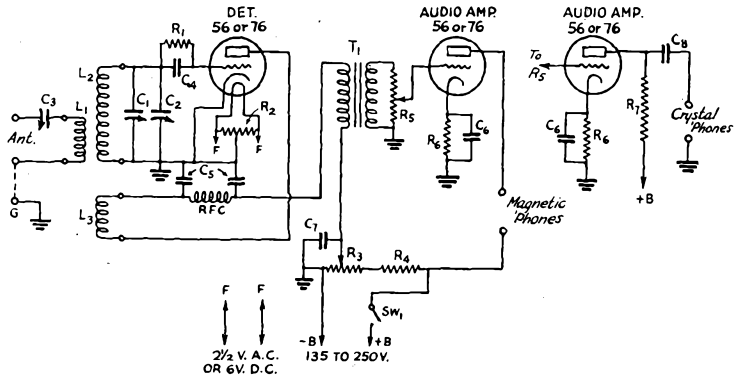 DET.
56 or 76
AUDIO AMP.
56 or 76
AUDIO AMP.
56 or 76
R1
C4
L2
C1
C2
R2
F F
C3
L1
Ant.
G
C5
L3
RFC
T1
R5
R6
C6
To
R5
C6
R6
R7
C8
Crystal
Phones
+B
Magnetic
Phones
C7
R3
R4
SW1
F F
2½ V. A.C.
OR 6V. D.C.
-B +B
135 TO 250V.